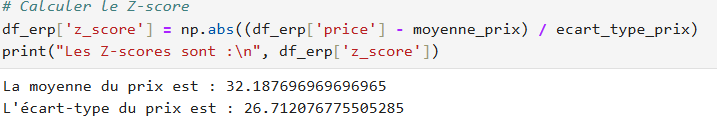 # Calculer le Z-score
df_erp['z_score'] = np.abs((df_erp['price'] - moyenne_prix) / ecart_type_prix)
print("Les Z-scores sont :\n", df_erp['z_score'])
La moyenne du prix est : 32.187696969696965
L'écart-type du prix est : 26.712076775505285